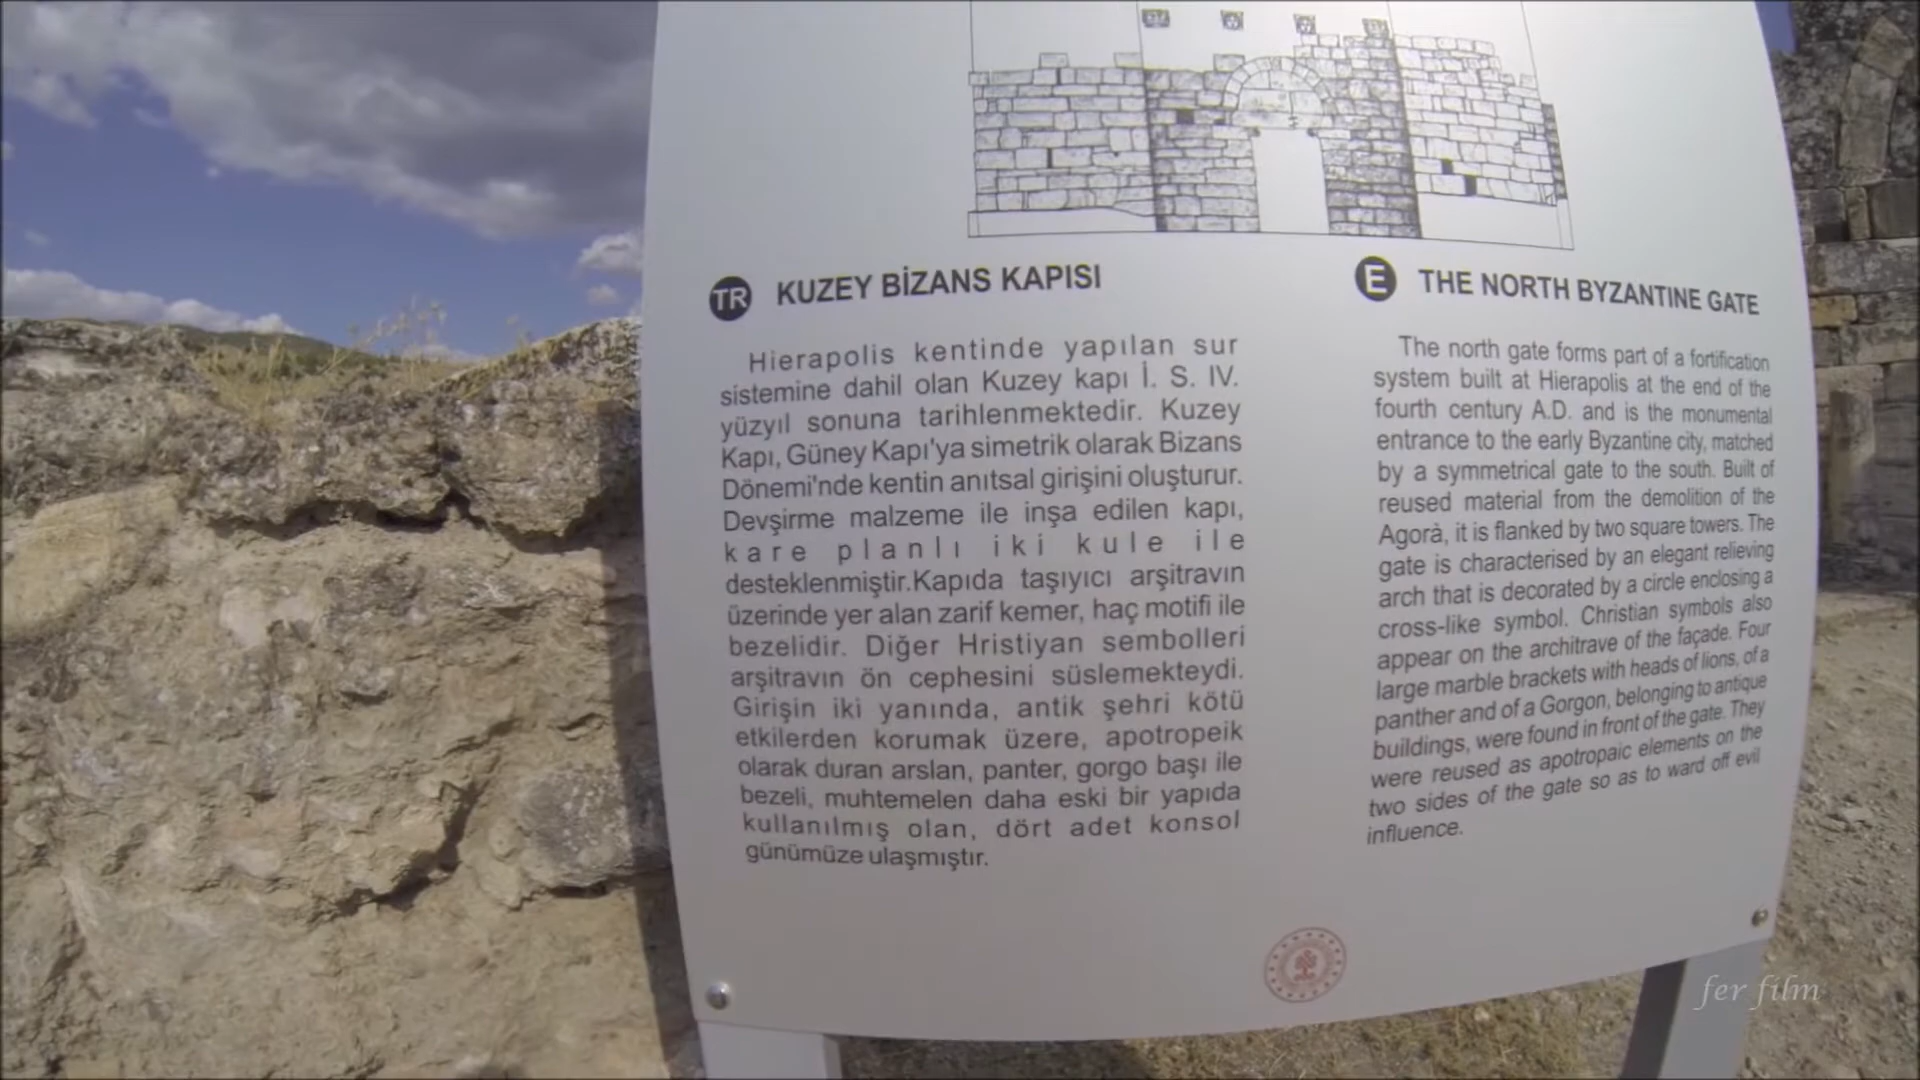 TR KUZEY BİZANS KAPISI
Hierapolis kentinde yapılan sur
sistemine dahil olan Kuzey kapı İ. S. IV.
yüzyıl sonuna tarihlenmektedir. Kuzey
Kapı, Güney Kapı'ya simetrik olarak Bizans
Dönemi'nde kentin anıtsal girişini oluşturur.
Devşirme malzeme ile inşa edilen kapı,
kare planlı iki kule ile
desteklenmiştir.Kapıda taşıyıcı arşitravın
üzerinde yer alan zarif kemer, haç motifi ile
bezelidir. Diğer Hristiyan sembolleri
arşitravın ön cephesini süslemekteydi.
Girişin iki yanında, antik şehri kötü
etkilerden korumak üzere, apotropeik
olarak duran arslan, panter, gorgo başı ile
bezeli, muhtemelen daha eski bir yapıda
kullanılmış olan, dört adet konsol
günümüze ulaşmıştır.
E THE NORTH BYZANTINE GATE
The north gate forms part of a fortification
system built at Hierapolis at the end of the
fourth century A.D. and is the monumental
entrance to the early Byzantine city, matched
by a symmetrical gate to the south. Built of
reused material from the demolition of the
Agorà, it is flanked by two square towers. The
gate is characterised by an elegant relieving
arch that is decorated by a circle enclosing a
cross-like symbol. Christian symbols also
appear on the architrave of the façade. Four
large marble brackets with heads of lions, of a
panther and of a Gorgon, belonging to antique
buildings, were found in front of the gate. They
were reused as apotropaic elements on the
two sides of the gate so as to ward off evil
influence.
fer film